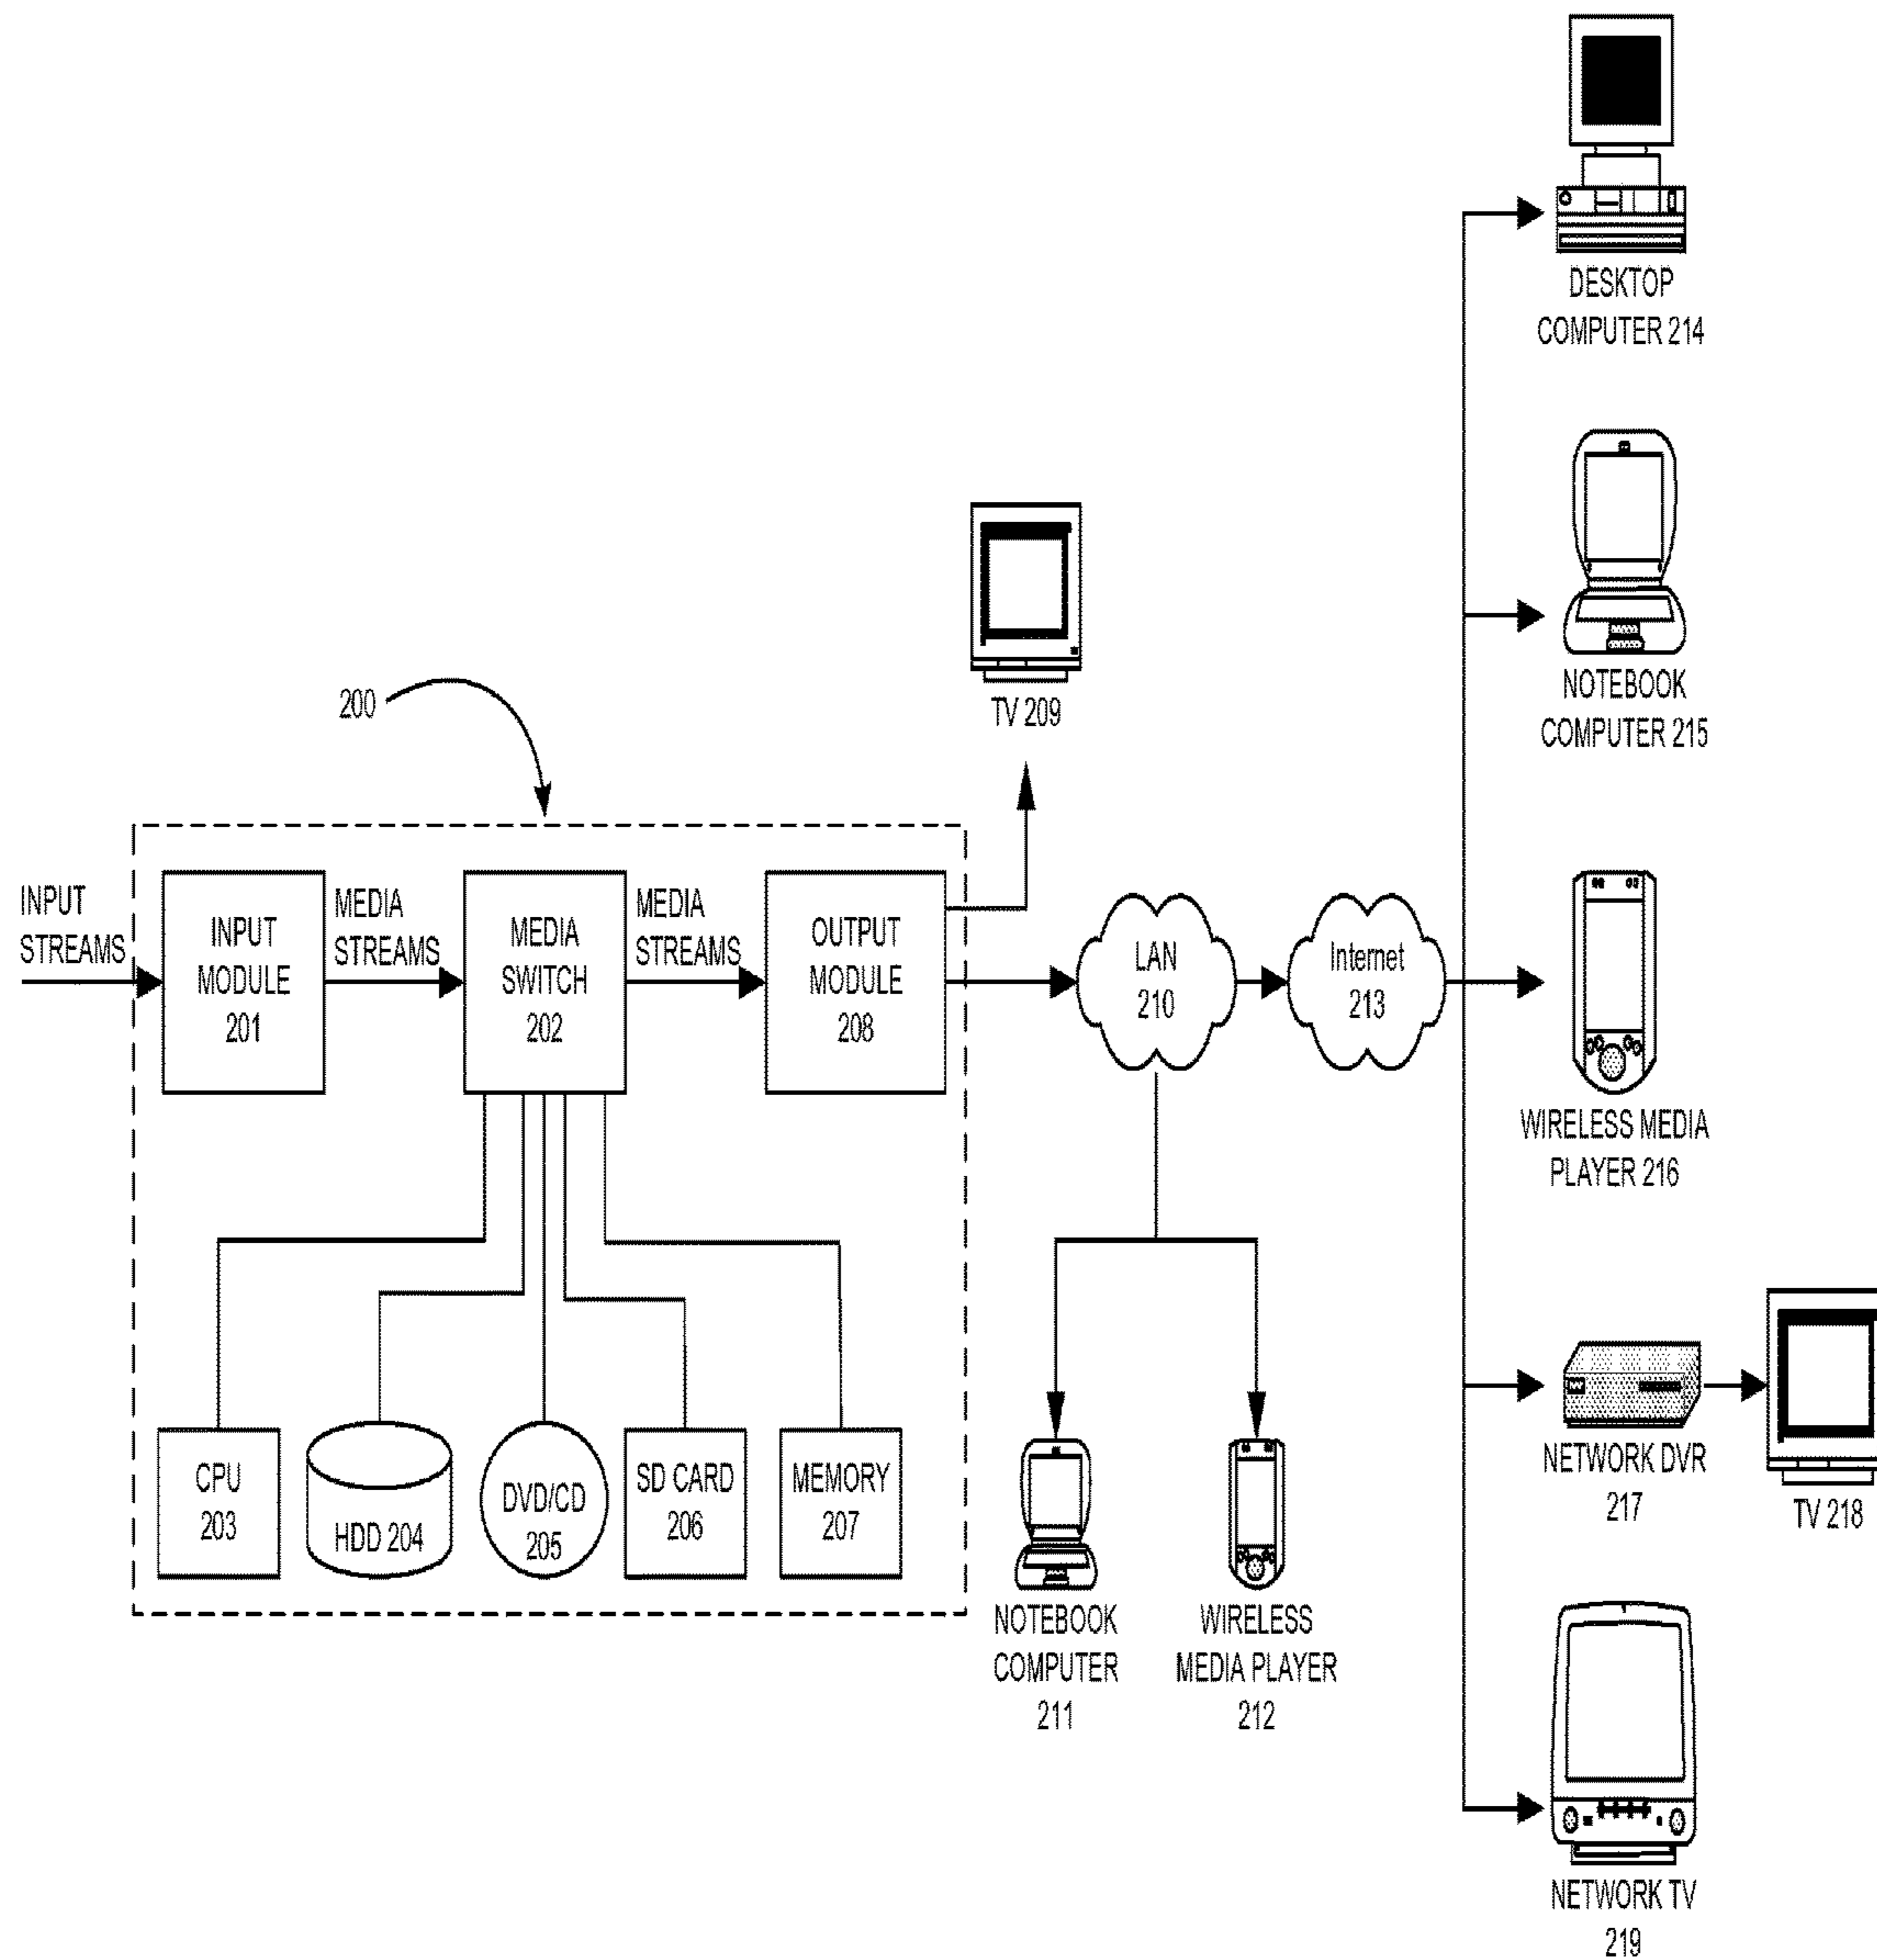 DESKTOP
COMPUTER 214
NOTEBOOK
COMPUTER 215
TV 209
200
INPUT
STREAMS
INPUT
MODULE
201
MEDIA
STREAMS
MEDIA
SWITCH
202
MEDIA
STREAMS
OUTPUT
MODULE
208
LAN
210
Internet
213
WIRELESS MEDIA
PLAYER 216
CPU
203
HDD 204
DVD/CD
205
SD CARD
206
MEMORY
207
NETWORK DVR
217
TV 218
NOTEBOOK
COMPUTER
211
WIRELESS
MEDIA PLAYER
212
NETWORK TV
219